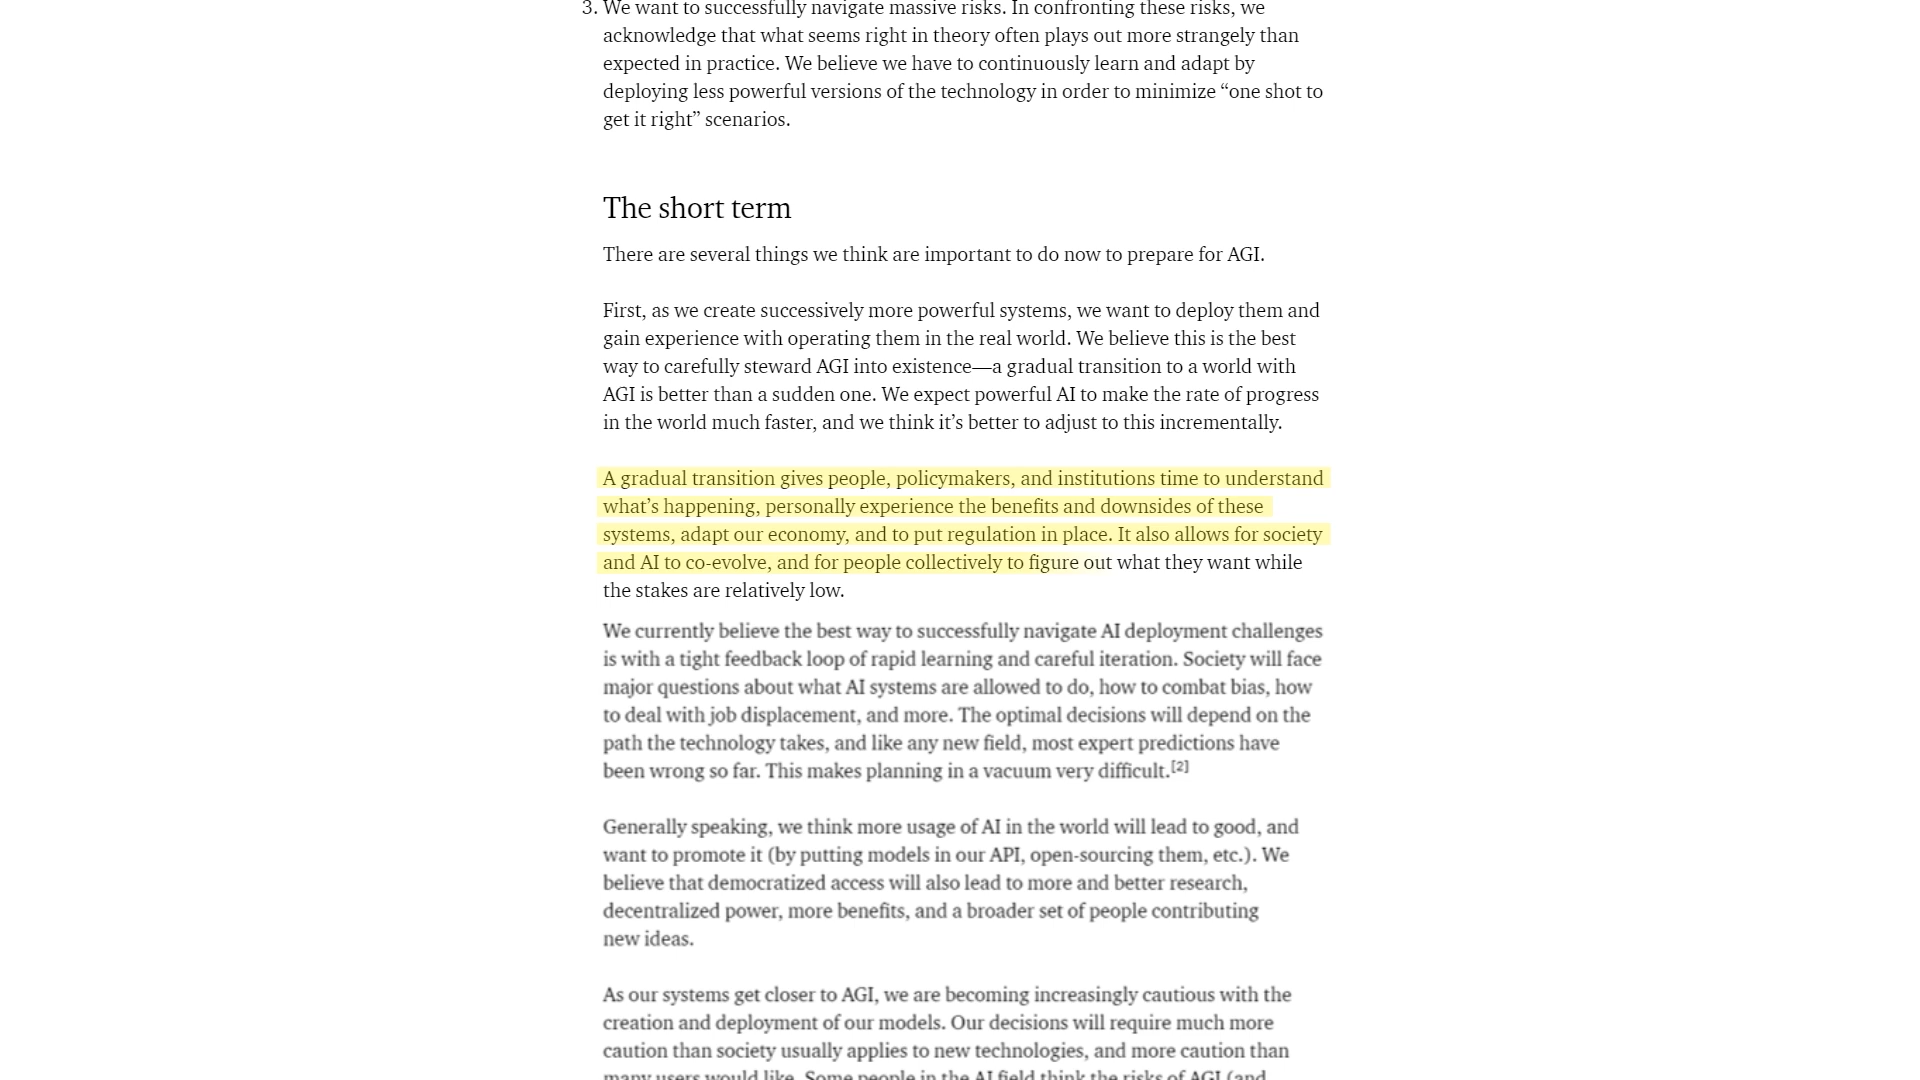 3. We want to successfully navigate massive risks. In confronting these risks, we
acknowledge that what seems right in theory often plays out more strangely than
expected in practice. We believe we have to continuously learn and adapt by
deploying less powerful versions of the technology in order to minimize “one shot to
get it right” scenarios.
The short term
There are several things we think are important to do now to prepare for AGI.
First, as we create successively more powerful systems, we want to deploy them and
gain experience with operating them in the real world. We believe this is the best
way to carefully steward AGI into existence—a gradual transition to a world with
AGI is better than a sudden one. We expect powerful AI to make the rate of progress
in the world much faster, and we think it’s better to adjust to this incrementally.
A gradual transition gives people, policymakers, and institutions time to understand
what’s happening, personally experience the benefits and downsides of these
systems, adapt our economy, and to put regulation in place. It also allows for society
and AI to co-evolve, and for people collectively to figure out what they want while
the stakes are relatively low.
We currently believe the best way to successfully navigate AI deployment challenges
is with a tight feedback loop of rapid learning and careful iteration. Society will face
major questions about what AI systems are allowed to do, how to combat bias, how
to deal with job displacement, and more. The optimal decisions will depend on the
path the technology takes, and like any new field, most expert predictions have
been wrong so far. This makes planning in a vacuum very difficult.[2]
Generally speaking, we think more usage of AI in the world will lead to good, and
want to promote it (by putting models in our API, open-sourcing them, etc.). We
believe that democratized access will also lead to more and better research,
decentralized power, more benefits, and a broader set of people contributing
new ideas.
As our systems get closer to AGI, we are becoming increasingly cautious with the
creation and deployment of our models. Our decisions will require much more
caution than society usually applies to new technologies, and more caution than
many users would like. Some people in the AI field think the risks of AGI (and